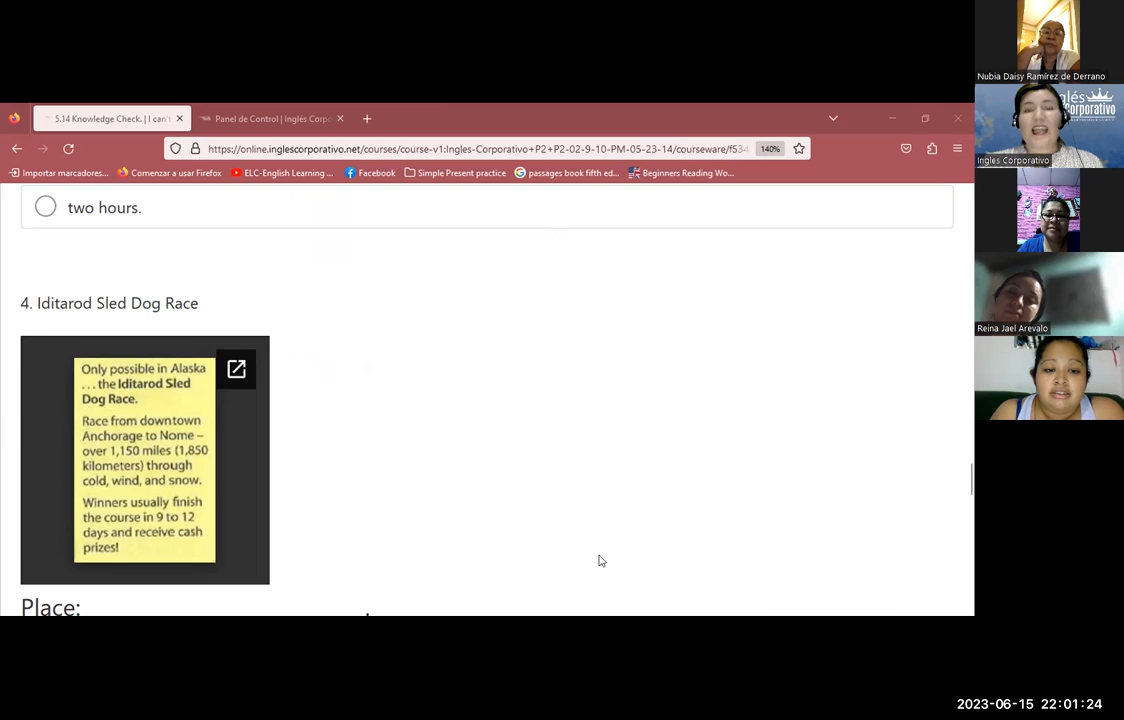 5.14 Knowledge Check. | I can't
Panel de Control | Inglés Corpo
https://online.inglescorporativo.net/courses/course-v1:Ingles-Corporativo+P2+P2-02-9-10-PM-05-23-14/courseware/f534
140%
Importar marcadores...
Comenzar a usar Firefox
ELC-English Learning ...
Facebook
Simple Present practice
passages book fifth ed...
Beginners Reading Wo...
two hours.
4. Iditarod Sled Dog Race
Only possible in Alaska
... the Iditarod Sled
Dog Race.
Race from downtown
Anchorage to Nome –
over 1,150 miles (1,850
kilometers) through
cold, wind, and snow.
Winners usually finish
the course in 9 to 12
days and receive cash
prizes!
Place:
Nubia Daisy Ramírez de Derrano
glés
Corporativo
Ingles Corporativo
Reina Jael Arevalo
2023-06-15 22:01:24